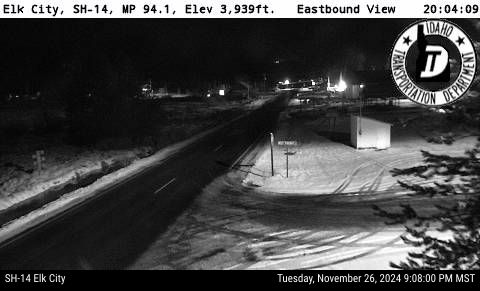 Elk City, SH-14, MP 94.1, Elev 3,939ft. Eastbound View 20:04:09
IDAHO
TRANSPORTATION DEPARTMENT
SH-14 Elk City Tuesday, November 26, 2024 9:08:00 PM MST